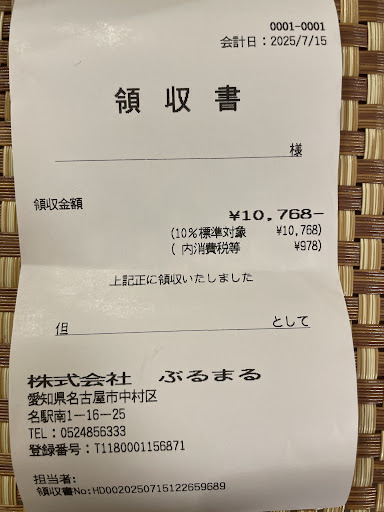 0001-0001
会計日：2025/7/15
領 収 書
様
領収金額
¥10,768-
(10%標準対象 ¥10,768)
( 内消費税等 ¥978)
上記正に領収いたしました
但 として
株式会社 ぶるまる
愛知県名古屋市中村区
名駅南1-16-25
TEL：0524856333
登録番号：T1180001156871
担当者:
領収書No:HD0020250715122659689